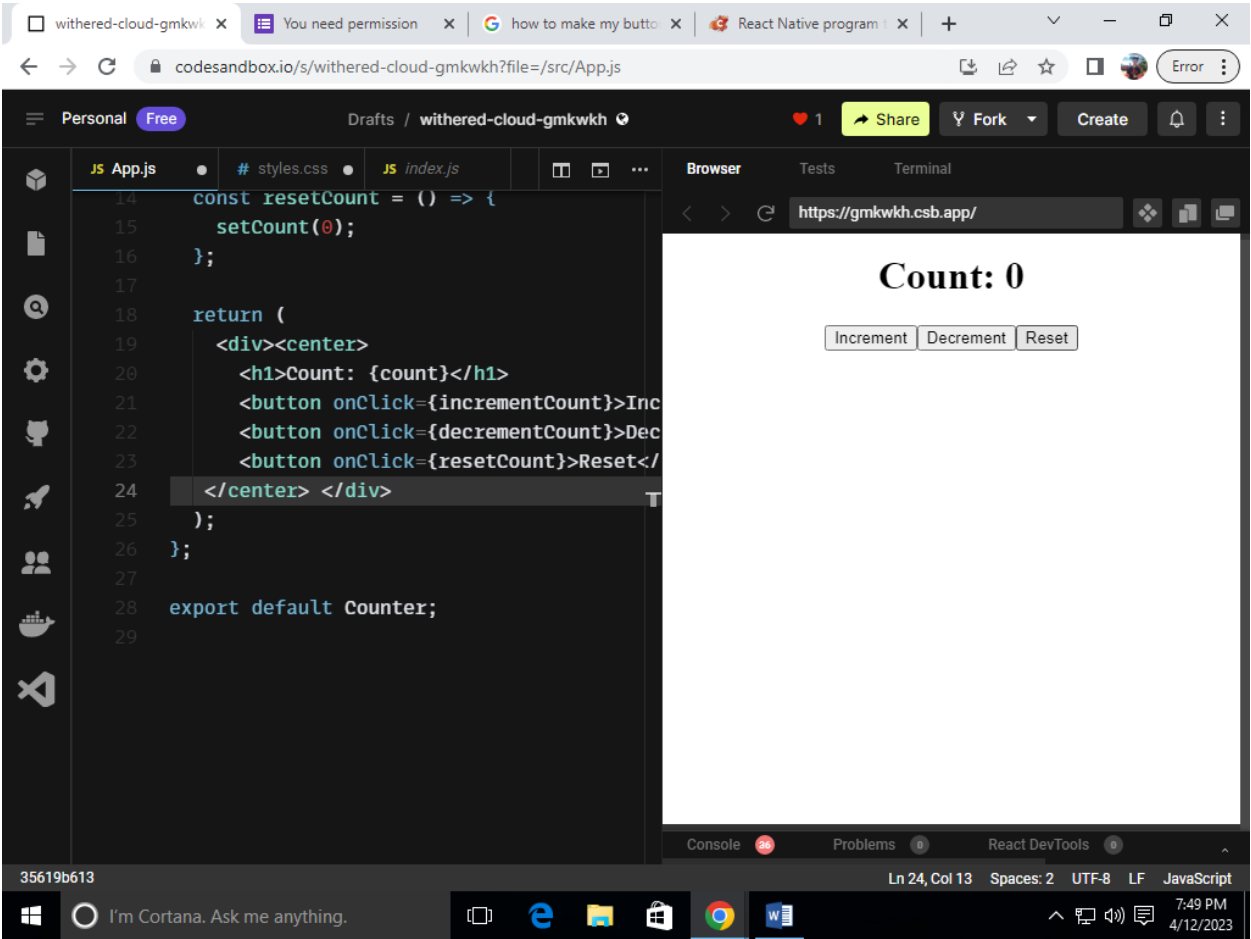 withered-cloud-gmkwk
You need permission
how to make my butto
React Native program t
codesandbox.io/s/withered-cloud-gmkwkh?file=/src/App.js
Error
Personal Free
Drafts / withered-cloud-gmkwkh
1
Share
Fork
Create
JS App.js
# styles.css
JS index.js
Browser
Tests
Terminal
https://gmkwkh.csb.app/
14 const resetCount = () => {
15 setCount(0);
16 };
17
18 return (
19 <div><center>
20 <h1>Count: {count}</h1>
21 <button onClick={incrementCount}>Inc
22 <button onClick={decrementCount}>Dec
23 <button onClick={resetCount}>Reset</
24 </center> </div>
25 );
26 };
27
28 export default Counter;
29
Count: 0
Increment Decrement Reset
Console 36
Problems 0
React DevTools 0
35619b613
Ln 24, Col 13 Spaces: 2 UTF-8 LF JavaScript
I'm Cortana. Ask me anything.
7:49 PM
4/12/2023